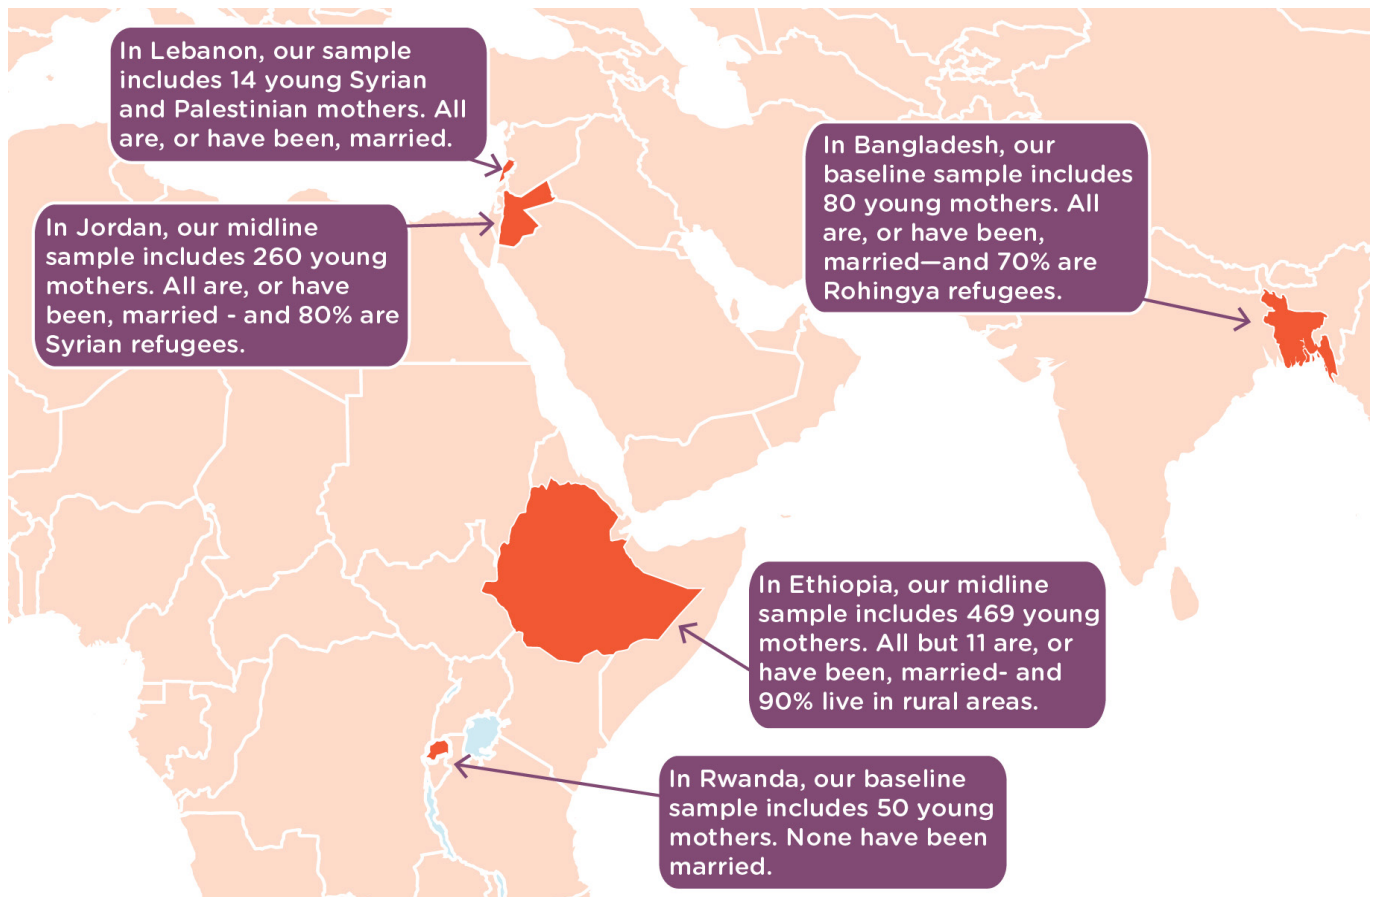 In Lebanon, our sample
includes 14 young Syrian
and Palestinian mothers. All
are, or have been, married.
In Jordan, our midline
sample includes 260 young
mothers. All are, or have
been, married - and 80% are
Syrian refugees.
In Bangladesh, our
baseline sample includes
80 young mothers. All
are, or have been,
married—and 70% are
Rohingya refugees.
In Ethiopia, our midline
sample includes 469 young
mothers. All but 11 are, or
have been, married- and
90% live in rural areas.
In Rwanda, our baseline
sample includes 50 young
mothers. None have been
married.